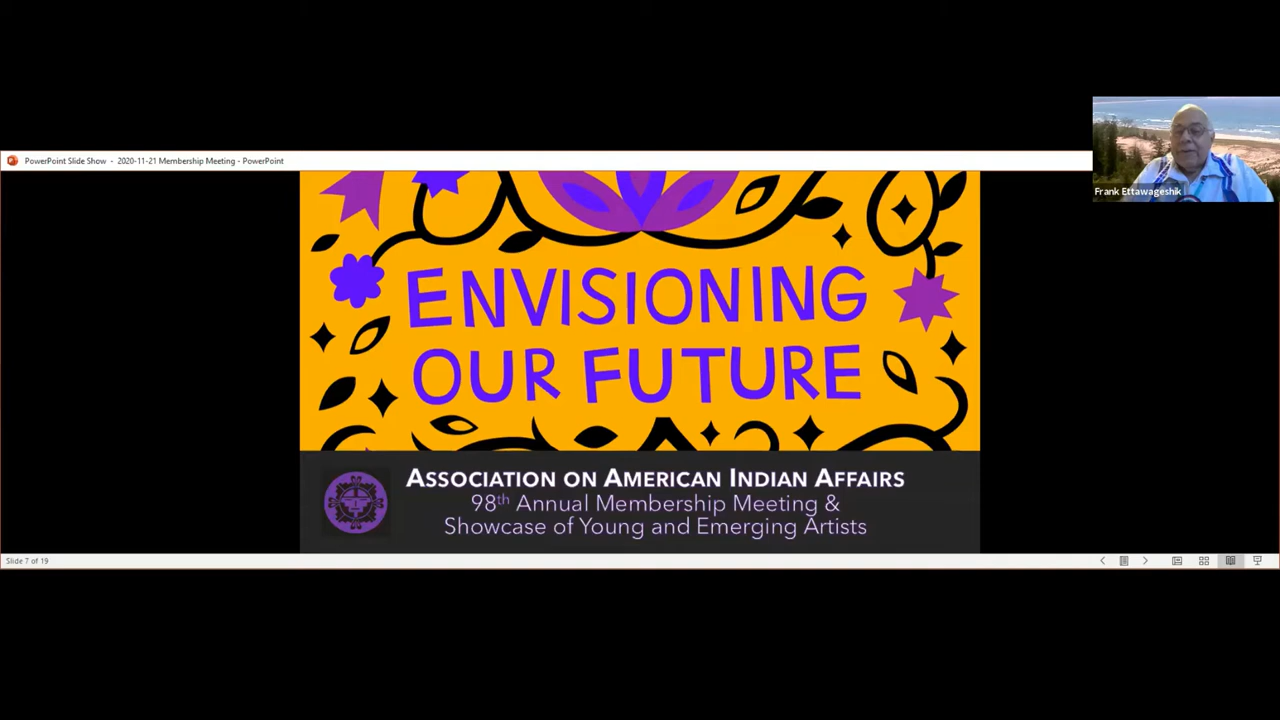 PowerPoint Slide Show - 2020-11-21 Membership Meeting - PowerPoint
Frank Ettawageshik
ENVISIONING
OUR FUTURE
ASSOCIATION ON AMERICAN INDIAN AFFAIRS
98th Annual Membership Meeting &
Showcase of Young and Emerging Artists
Slide 7 of 19